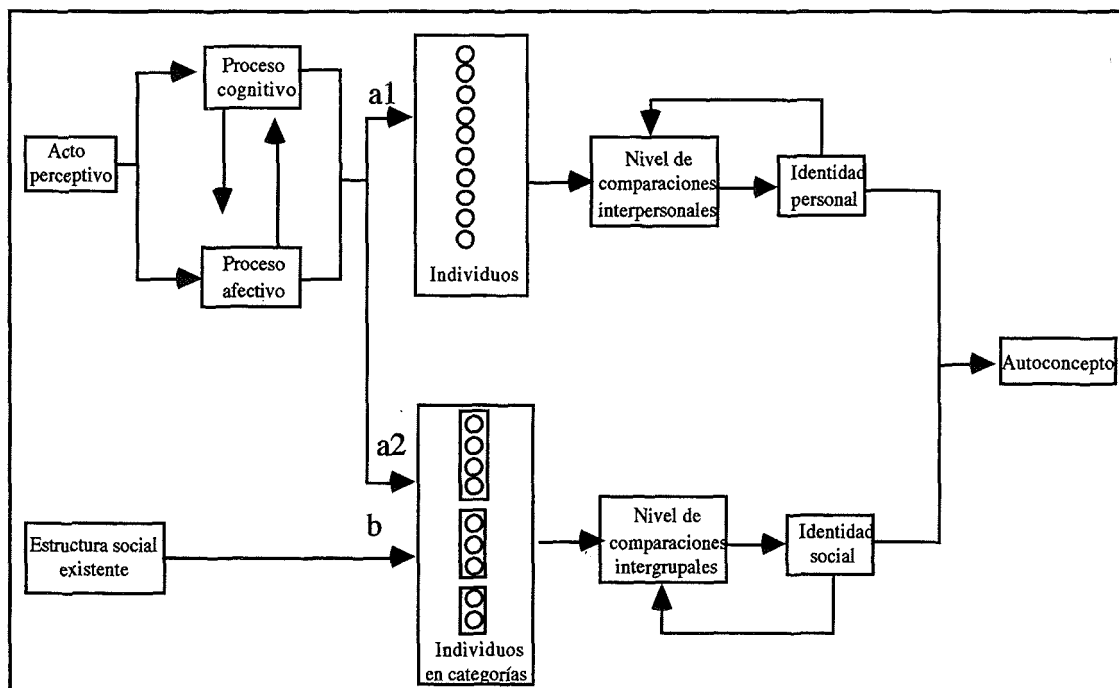 Proceso
cognitivo
a1
Acto
perceptivo
Nivel de
comparaciones
interpersonales
Identidad
personal
Proceso
afectivo
Individuos
Autoconcepto
a2
b
Estructura social
existente
Nivel de
comparaciones
intergrupales
Identidad
social
Individuos
en categorías